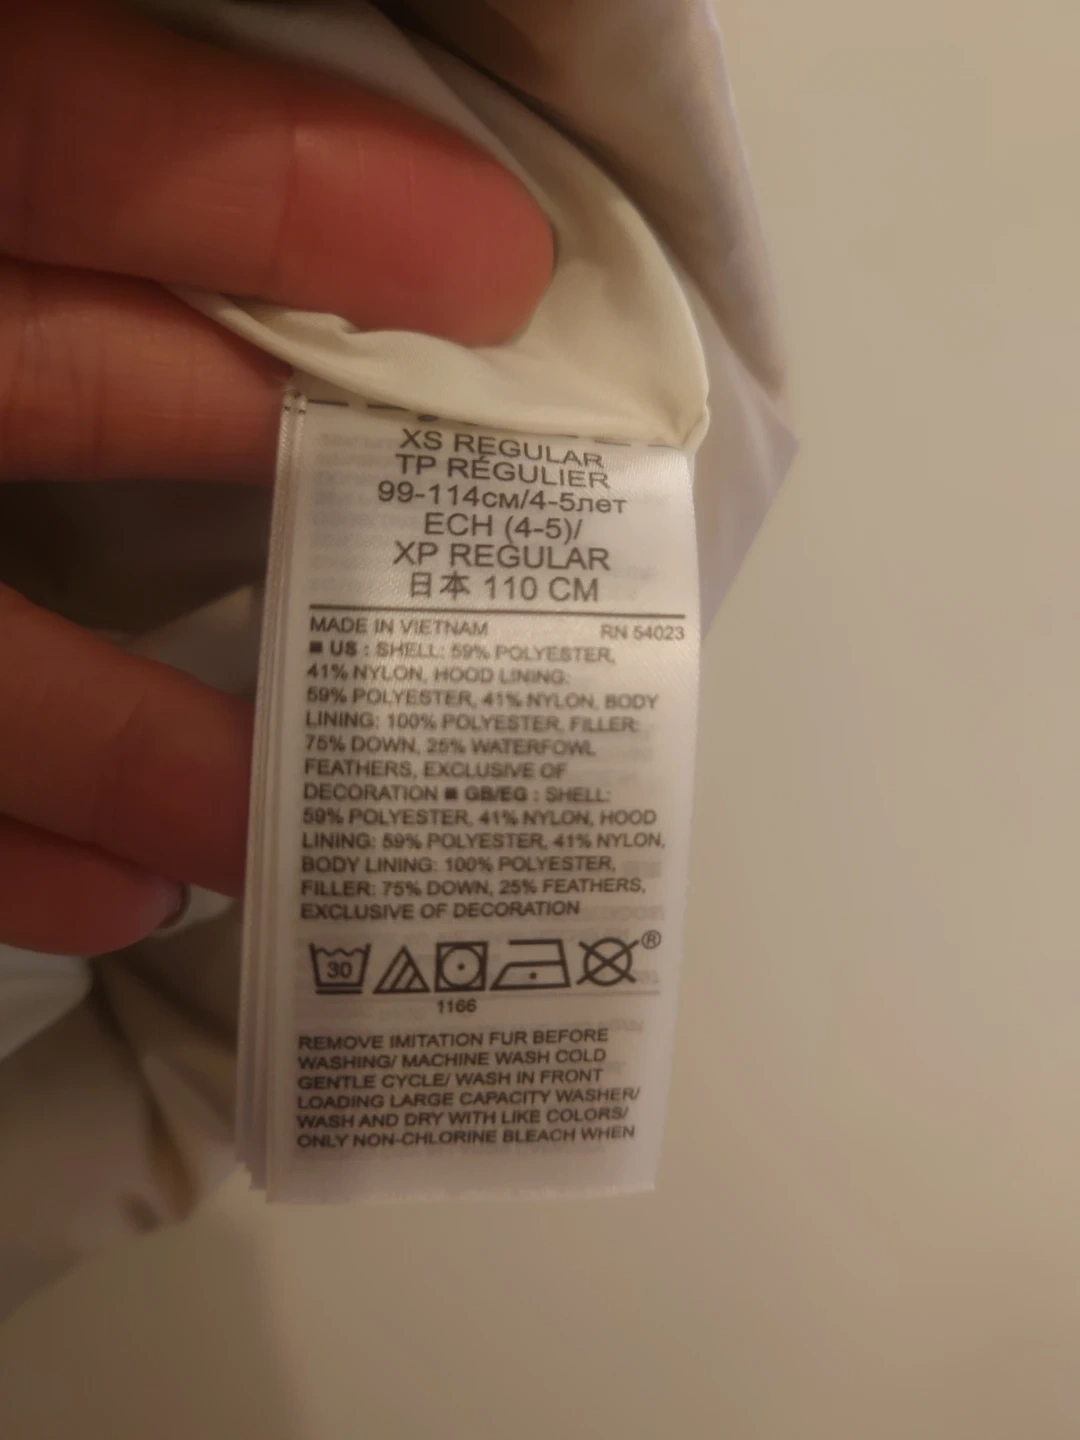 XS REGULAR
TP RÉGULIER
99-114см/4-5лет
ECH (4-5)/
XP REGULAR
日本 110 CM
MADE IN VIETNAM RN 54023
■ US : SHELL: 59% POLYESTER,
41% NYLON, HOOD LINING:
59% POLYESTER, 41% NYLON, BODY
LINING: 100% POLYESTER, FILLER:
75% DOWN, 25% WATERFOWL
FEATHERS, EXCLUSIVE OF
DECORATION ■ GB/EG : SHELL:
59% POLYESTER, 41% NYLON, HOOD
LINING: 59% POLYESTER, 41% NYLON,
BODY LINING: 100% POLYESTER,
FILLER: 75% DOWN, 25% FEATHERS,
EXCLUSIVE OF DECORATION
30 ®
1166
REMOVE IMITATION FUR BEFORE
WASHING/ MACHINE WASH COLD
GENTLE CYCLE/ WASH IN FRONT
LOADING LARGE CAPACITY WASHER/
WASH AND DRY WITH LIKE COLORS/
ONLY NON-CHLORINE BLEACH WHEN